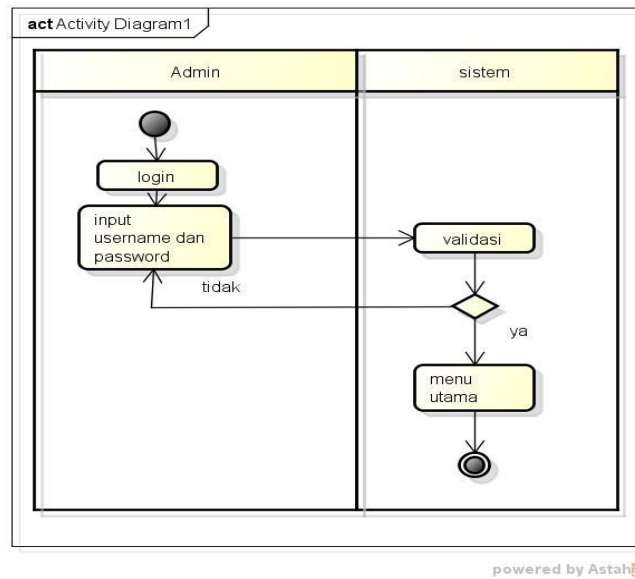 act Activity Diagram1
Admin
sistem
login
input
username dan
password
validasi
tidak
ya
menu
utama
powered by Astah